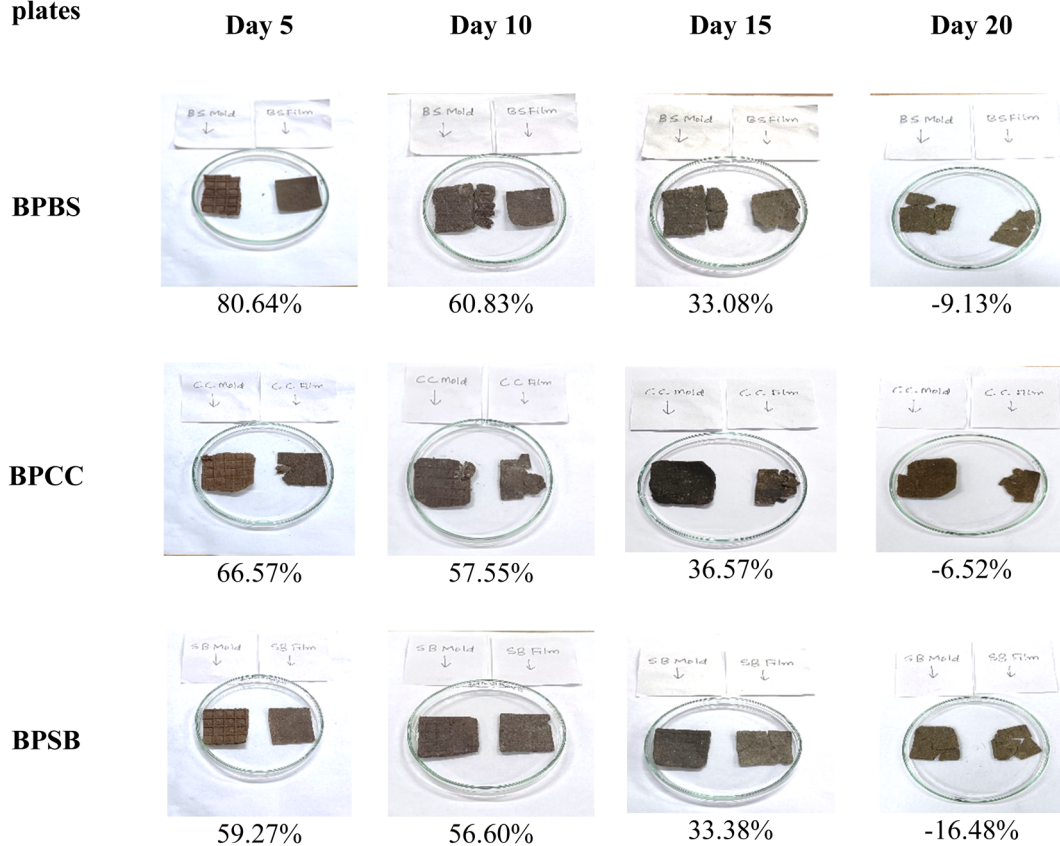 plates
Day 5 Day 10 Day 15 Day 20
BS Mold BS Film BS Mold BS Film BS Mold BS Film BS Mold BS Film
↓ ↓ ↓ ↓ ↓ ↓ ↓ ↓
BPBS
80.64% 60.83% 33.08% -9.13%
C.C. Mold C.C Film CC Mold CC Film C.C. Mold C.C. Film C.C. Mold C.C. Film
↓ ↓ ↓ ↓ ↓ ↓ ↓ ↓
BPCC
66.57% 57.55% 36.57% -6.52%
SB Mold SB Film SB Mold SB Film SB Mold SB Film SB Mold SB Film
↓ ↓ ↓ ↓ ↓ ↓ ↓ ↓
BPSB
59.27% 56.60% 33.38% -16.48%